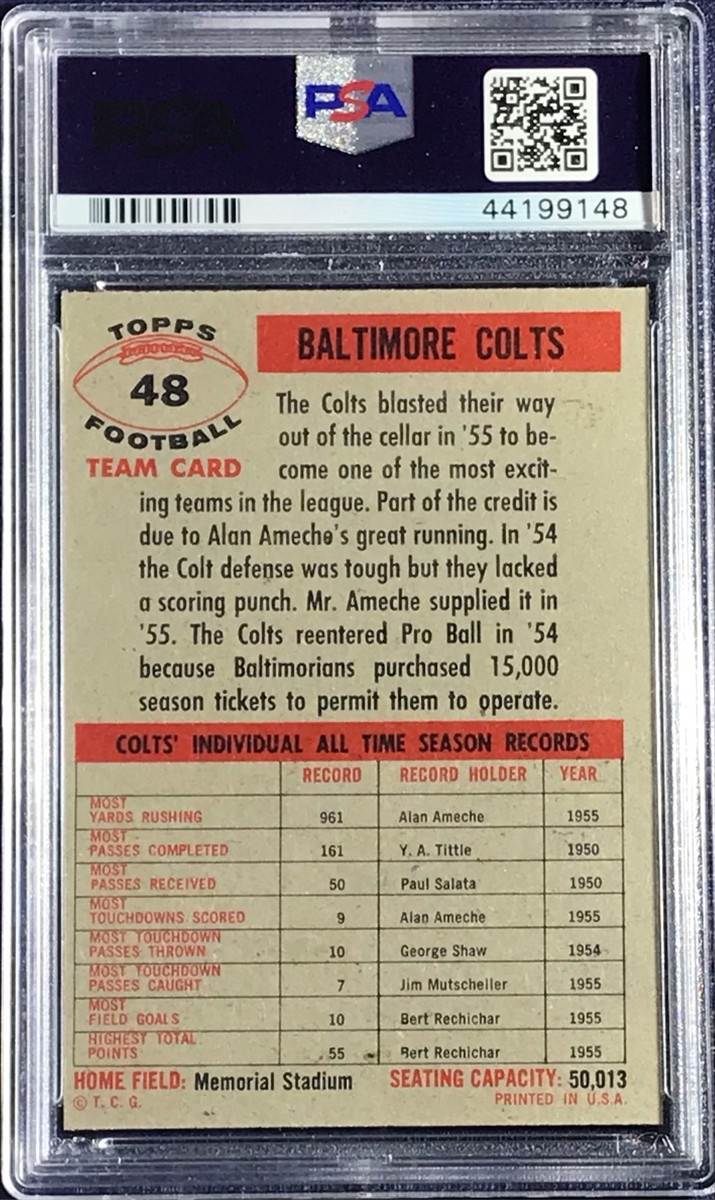 PSA
44199148
TOPPS
48
FOOTBALL
TEAM CARD
BALTIMORE COLTS
The Colts blasted their way
out of the cellar in '55 to be-
come one of the most excit-
ing teams in the league. Part of the credit is
due to Alan Ameche's great running. In '54
the Colt defense was tough but they lacked
a scoring punch. Mr. Ameche supplied it in
'55. The Colts reentered Pro Ball in '54
because Baltimorians purchased 15,000
season tickets to permit them to operate.
COLTS' INDIVIDUAL ALL TIME SEASON RECORDS
RECORD RECORD HOLDER YEAR
MOST
YARDS RUSHING 961 Alan Ameche 1955
MOST
PASSES COMPLETED 161 Y. A. Tittle 1950
MOST
PASSES RECEIVED 50 Paul Salata 1950
MOST
TOUCHDOWNS SCORED 9 Alan Ameche 1955
MOST TOUCHDOWN
PASSES THROWN 10 George Shaw 1954
MOST TOUCHDOWN
PASSES CAUGHT 7 Jim Mutscheller 1955
MOST
FIELD GOALS 10 Bert Rechichar 1955
HIGHEST TOTAL
POINTS 55 Bert Rechichar 1955
HOME FIELD: Memorial Stadium SEATING CAPACITY: 50,013
© T. C. G. PRINTED IN U.S.A.